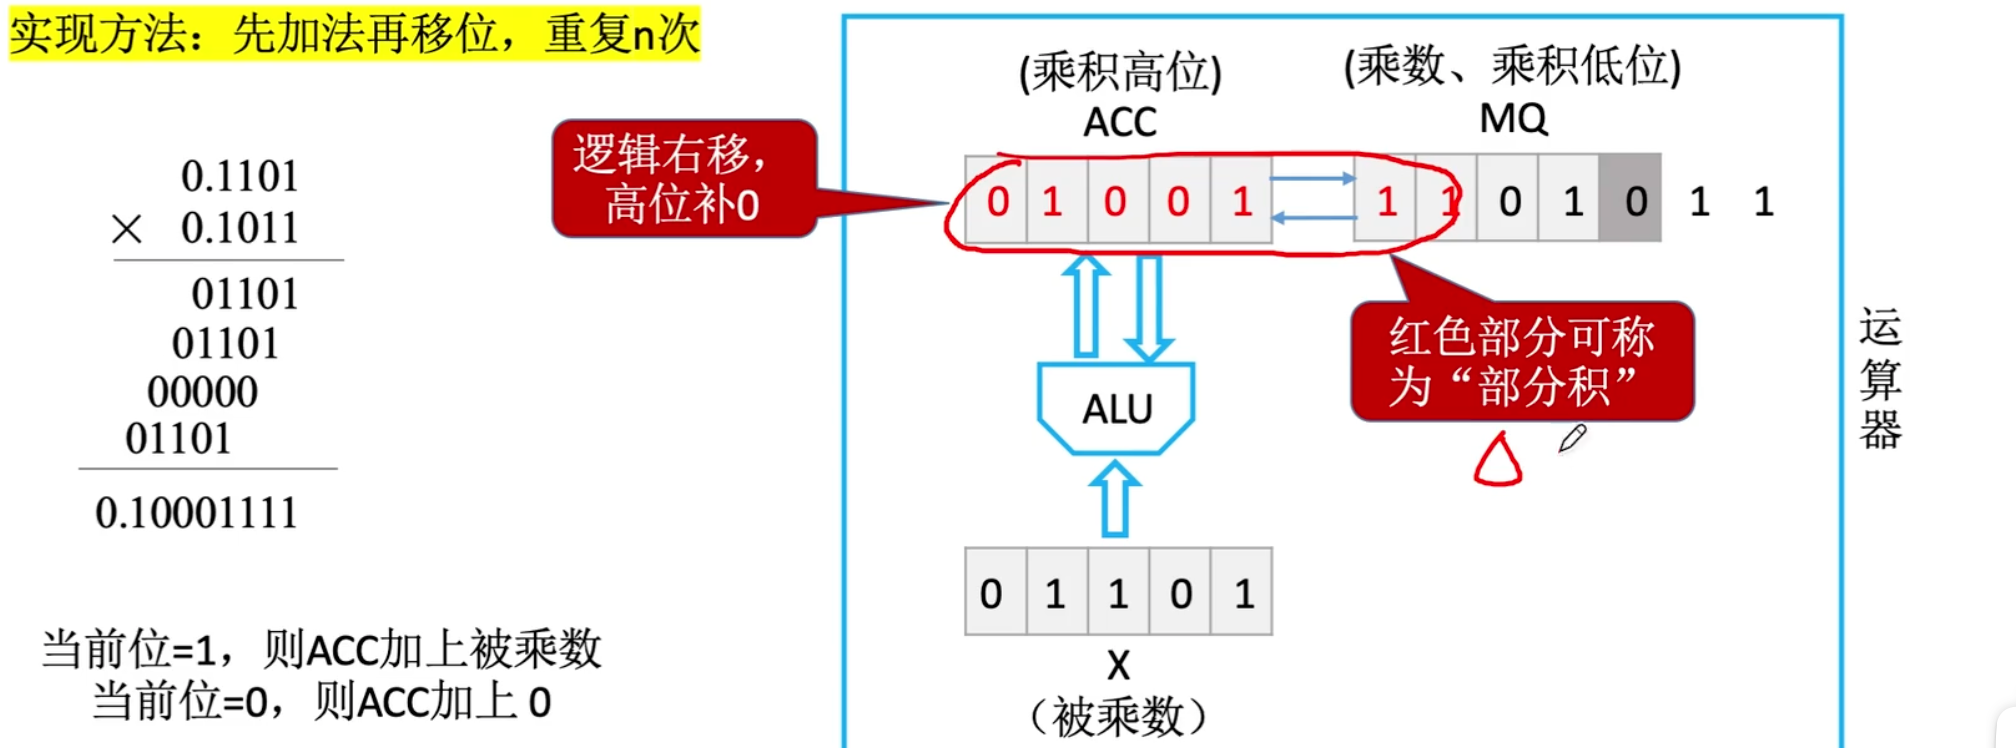 实现方法：先加法再移位，重复n次
0.1101
× 0.1011
01101
01101
00000
01101
0.10001111
当前位=1，则ACC加上被乘数
当前位=0，则ACC加上 0
逻辑右移，
高位补0
(乘积高位)
ACC
(乘数、乘积低位)
MQ
0 1 0 0 1 1 1 0 1 0 1 1
ALU
红色部分可称
为“部分积”
0 1 1 0 1
X
（被乘数）
运算器